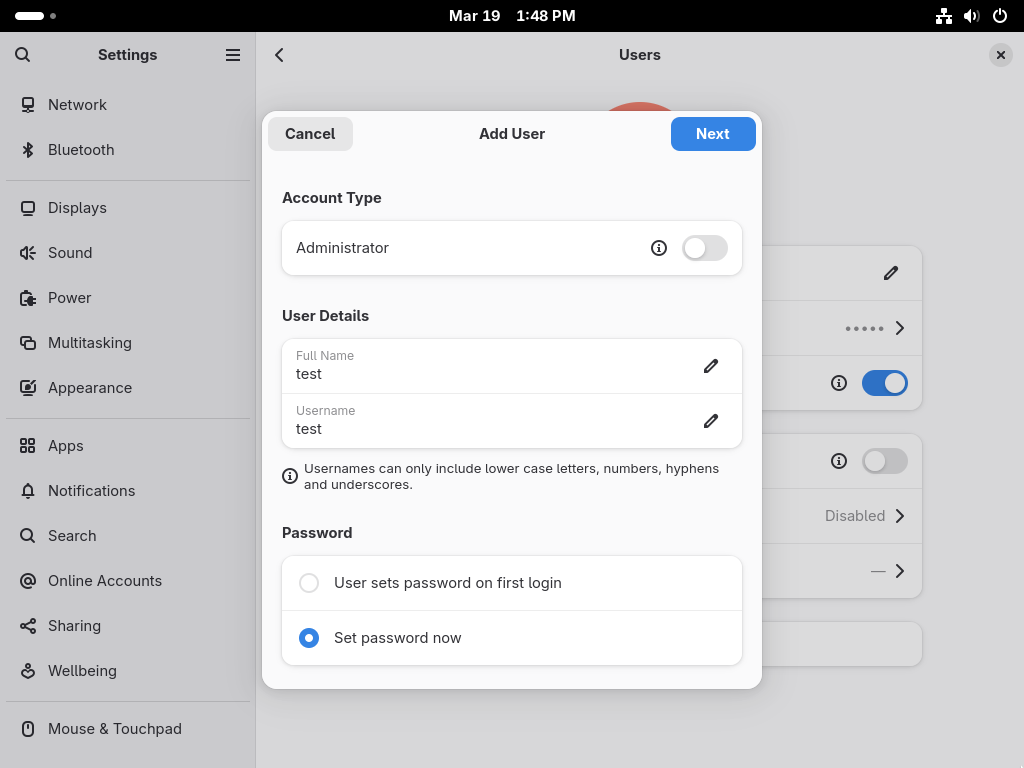 Mar 19 1:48 PM
Settings
Users
Network
Bluetooth
Displays
Sound
Power
Multitasking
Appearance
Apps
Notifications
Search
Online Accounts
Sharing
Wellbeing
Mouse & Touchpad
Cancel
Add User
Next
Account Type
Administrator
User Details
Full Name
test
Username
test
Usernames can only include lower case letters, numbers, hyphens
and underscores.
Password
User sets password on first login
Set password now
•••••
Disabled
—